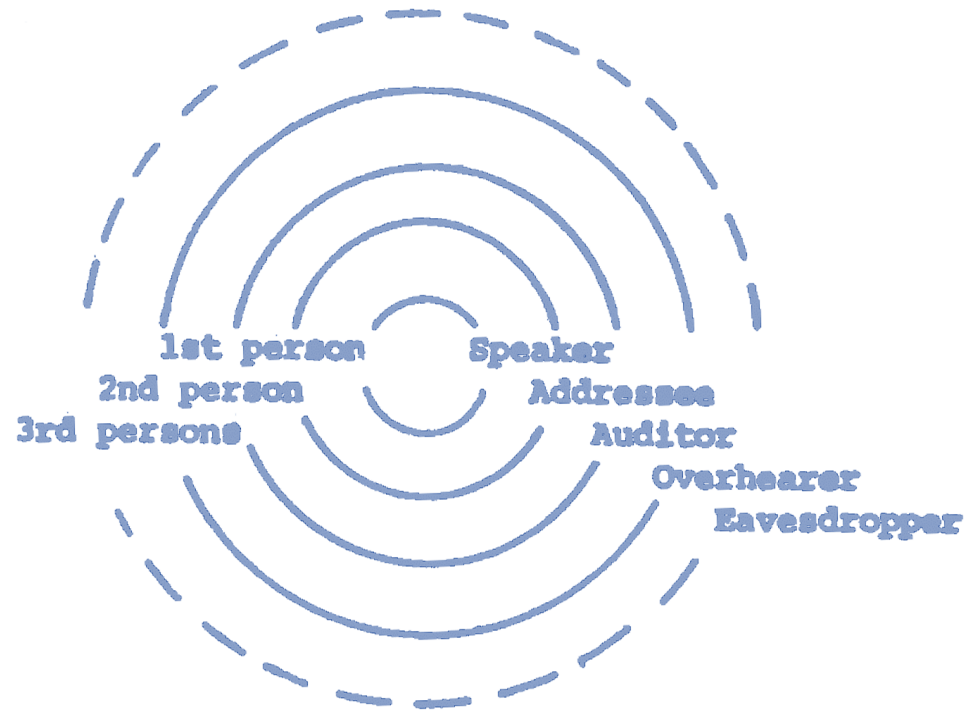 1st person Speaker
2nd person Addressee
3rd persons Auditor
Overhearer
Eavesdropper